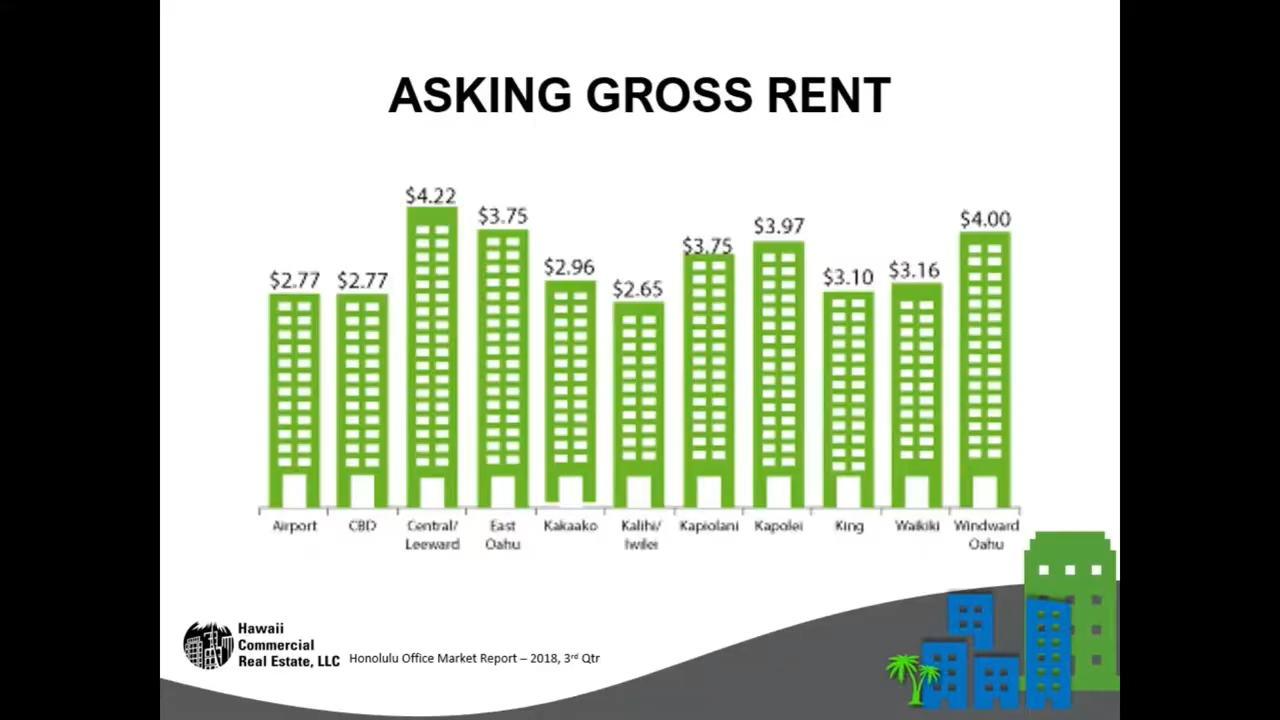 ASKING GROSS RENT
$2.77
$2.77
$4.22
$3.75
$2.96
$2.65
$3.75
$3.97
$3.10
$3.16
$4.00
Airport
CBD
Central/
Leeward
East
Oahu
Kakaako
Kalihi/
Iwilei
Kapiolani
Kapolei
King
Waikiki
Windward
Oahu
Hawaii
Commercial
Real Estate, LLC
Honolulu Office Market Report – 2018, 3rd Qtr